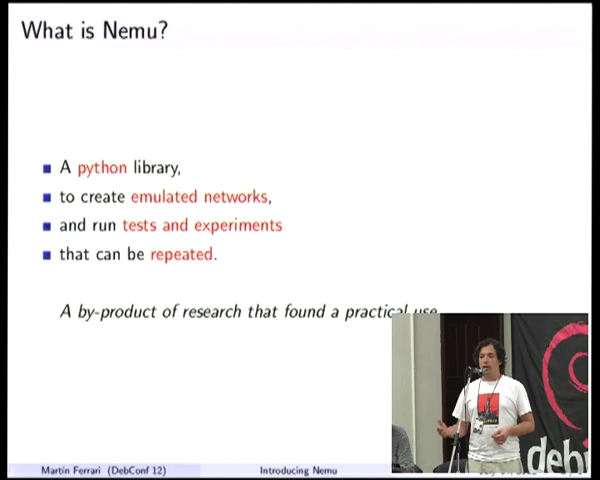 What is Nemu?
A python library,
to create emulated networks,
and run tests and experiments
that can be repeated.
A by-product of research that found a practical use
Martín Ferrari (DebConf 12)
Introducing Nemu